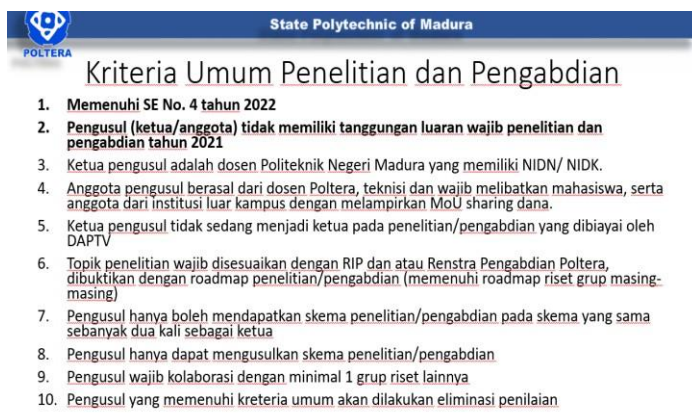 State Polytechnic of Madura
POLTERA
Kriteria Umum Penelitian dan Pengabdian
1. Memenuhi SE No. 4 tahun 2022
2. Pengusul (ketua/anggota) tidak memiliki tanggungan luaran wajib penelitian dan
pengabdian tahun 2021
3. Ketua pengusul adalah dosen Politeknik Negeri Madura yang memiliki NIDN/ NIDK.
4. Anggota pengusul berasal dari dosen Poltera, teknisi dan wajib melibatkan mahasiswa, serta
anggota dari institusi luar kampus dengan melampirkan MoU sharing dana.
5. Ketua pengusul tidak sedang menjadi ketua pada penelitian/pengabdian yang dibiayai oleh
DAPTV
6. Topik penelitian wajib disesuaikan dengan RIP dan atau Renstra Pengabdian Poltera,
dibuktikan dengan roadmap penelitian/pengabdian (memenuhi roadmap riset grup masing-
masing)
7. Pengusul hanya boleh mendapatkan skema penelitian/pengabdian pada skema yang sama
sebanyak dua kali sebagai ketua
8. Pengusul hanya dapat mengusulkan skema penelitian/pengabdian
9. Pengusul wajib kolaborasi dengan minimal 1 grup riset lainnya
10. Pengusul yang memenuhi kreteria umum akan dilakukan eliminasi penilaian